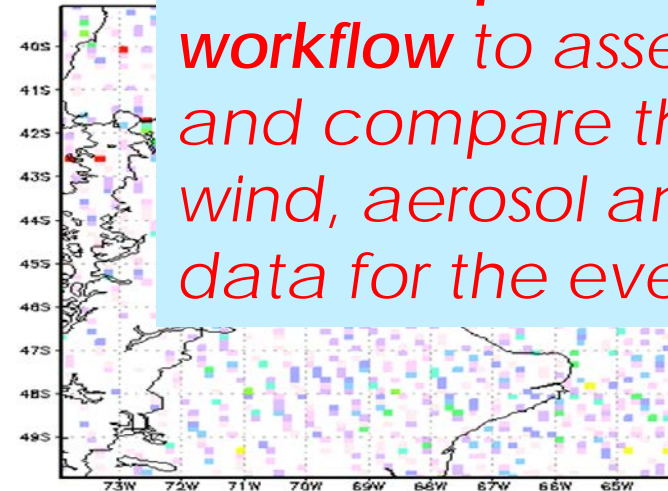 workflow to asse
and compare th
wind, aerosol ar
data for the eve
40S
41S
42S
43S
44S
45S
46S
47S
48S
49S
73W 72W 71W 70W 69W 68W 67W 66W 65W